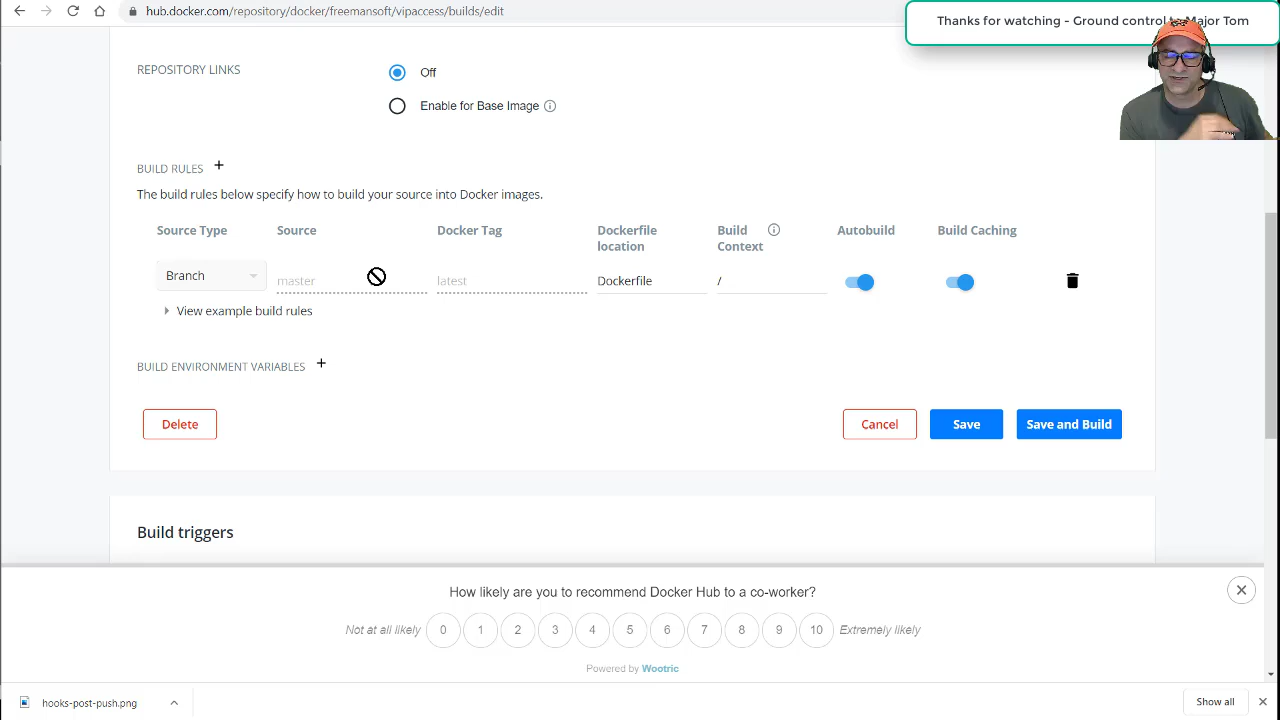 hub.docker.com/repository/docker/freemansoft/vipaccess/builds/edit
Thanks for watching - Ground control to Major Tom
REPOSITORY LINKS
Off
Enable for Base Image
BUILD RULES +
The build rules below specify how to build your source into Docker images.
Source Type Source Docker Tag Dockerfile location Build Context Autobuild Build Caching
Branch master latest Dockerfile /
View example build rules
BUILD ENVIRONMENT VARIABLES +
Delete Cancel Save Save and Build
Build triggers
How likely are you to recommend Docker Hub to a co-worker?
Not at all likely 0 1 2 3 4 5 6 7 8 9 10 Extremely likely
Powered by Wootric
hooks-post-push.png Show all